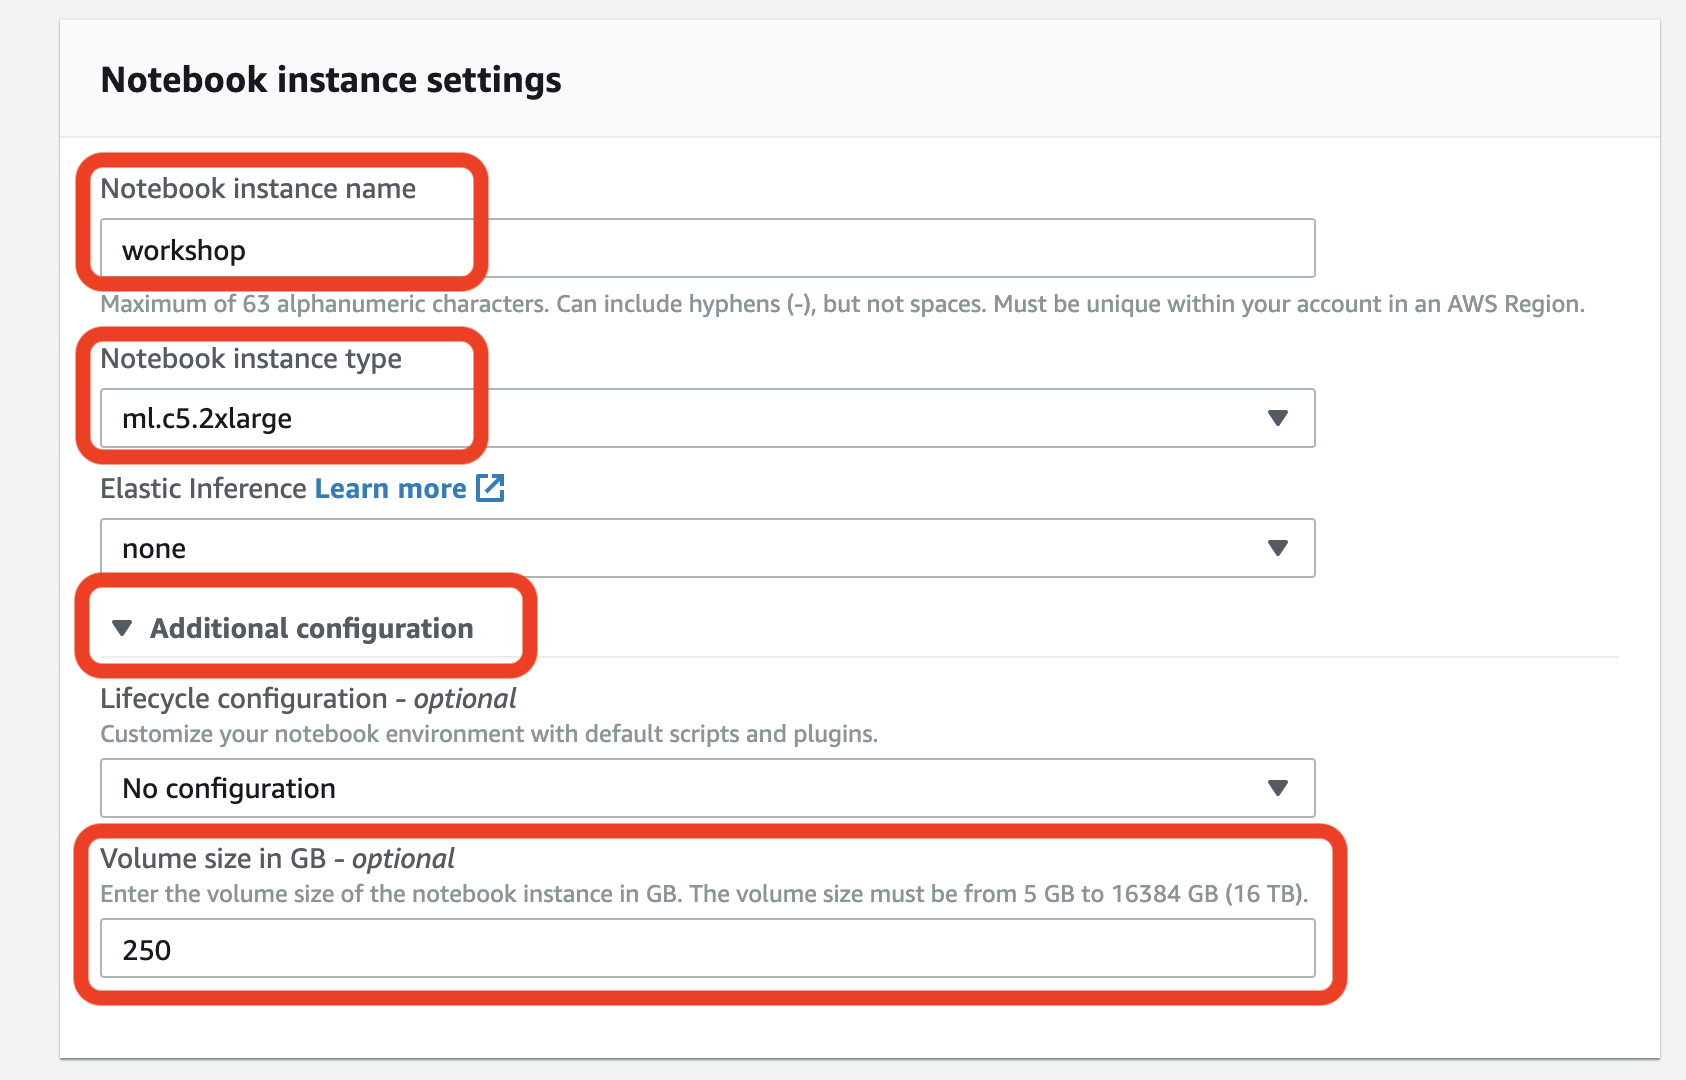 Notebook instance settings
Notebook instance name
workshop
Maximum of 63 alphanumeric characters. Can include hyphens (-), but not spaces. Must be unique within your account in an AWS Region.
Notebook instance type
ml.c5.2xlarge
Elastic Inference Learn more
none
Additional configuration
Lifecycle configuration - optional
Customize your notebook environment with default scripts and plugins.
No configuration
Volume size in GB - optional
Enter the volume size of the notebook instance in GB. The volume size must be from 5 GB to 16384 GB (16 TB).
250